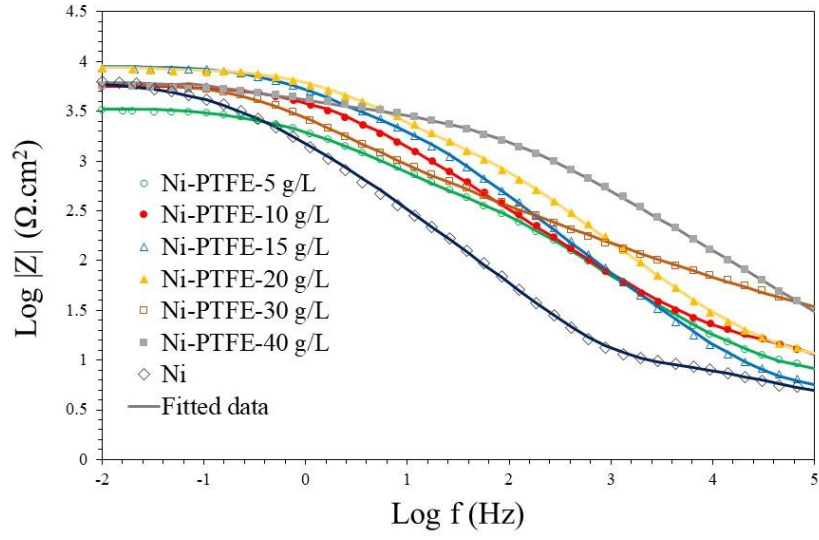 4.5
4
3.5
3
2.5
2
1.5
1
0.5
0
Log |Z| (Ω.cm²)
Ni-PTFE-5 g/L
Ni-PTFE-10 g/L
Ni-PTFE-15 g/L
Ni-PTFE-20 g/L
Ni-PTFE-30 g/L
Ni-PTFE-40 g/L
Ni
Fitted data
-2 -1 0 1 2 3 4 5
Log f (Hz)